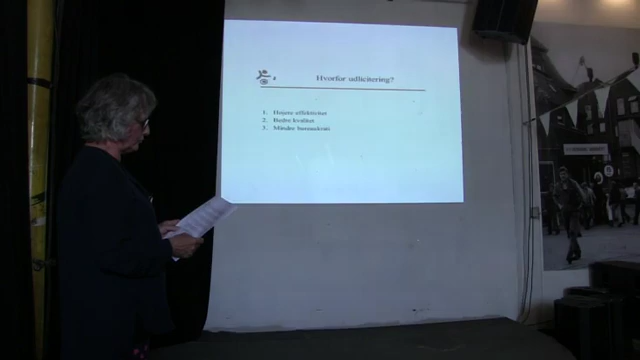 Hvorfor udlicitering?
1. Højere effektivitet
2. Bedre kvalitet
3. Mindre bureaukrati